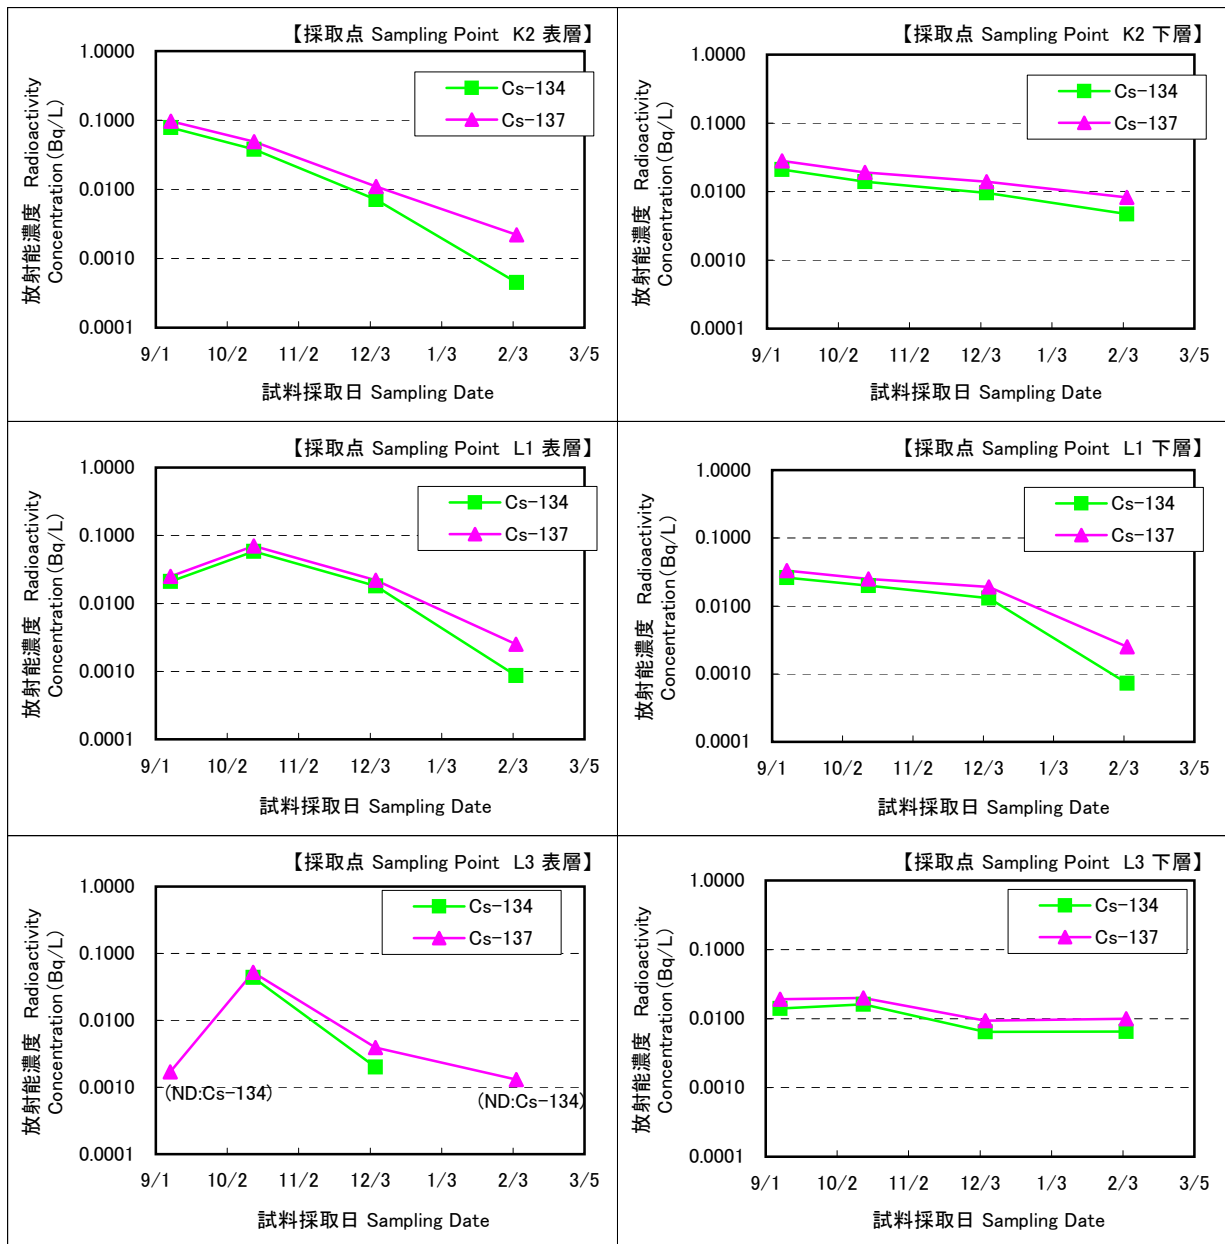 【採取点 Sampling Point K2 表層】
1.0000
0.1000
0.0100
0.0010
0.0001
放射能濃度 Radioactivity
Concentration(Bq/L)
Cs-134
Cs-137
9/1 10/2 11/2 12/3 1/3 2/3 3/5
試料採取日 Sampling Date
【採取点 Sampling Point K2 下層】
1.0000
0.1000
0.0100
0.0010
0.0001
放射能濃度 Radioactivity
Concentration(Bq/L)
Cs-134
Cs-137
9/1 10/2 11/2 12/3 1/3 2/3 3/5
試料採取日 Sampling Date
【採取点 Sampling Point L1 表層】
1.0000
0.1000
0.0100
0.0010
0.0001
放射能濃度 Radioactivity
Concentration(Bq/L)
Cs-134
Cs-137
9/1 10/2 11/2 12/3 1/3 2/3 3/5
試料採取日 Sampling Date
【採取点 Sampling Point L1 下層】
1.0000
0.1000
0.0100
0.0010
0.0001
放射能濃度 Radioactivity
Concentration(Bq/L)
Cs-134
Cs-137
9/1 10/2 11/2 12/3 1/3 2/3 3/5
試料採取日 Sampling Date
【採取点 Sampling Point L3 表層】
1.0000
0.1000
0.0100
0.0010
0.0001
放射能濃度 Radioactivity
Concentration(Bq/L)
Cs-134
Cs-137
(ND:Cs-134)
(ND:Cs-134)
9/1 10/2 11/2 12/3 1/3 2/3 3/5
試料採取日 Sampling Date
【採取点 Sampling Point L3 下層】
1.0000
0.1000
0.0100
0.0010
0.0001
放射能濃度 Radioactivity
Concentration(Bq/L)
Cs-134
Cs-137
9/1 10/2 11/2 12/3 1/3 2/3 3/5
試料採取日 Sampling Date